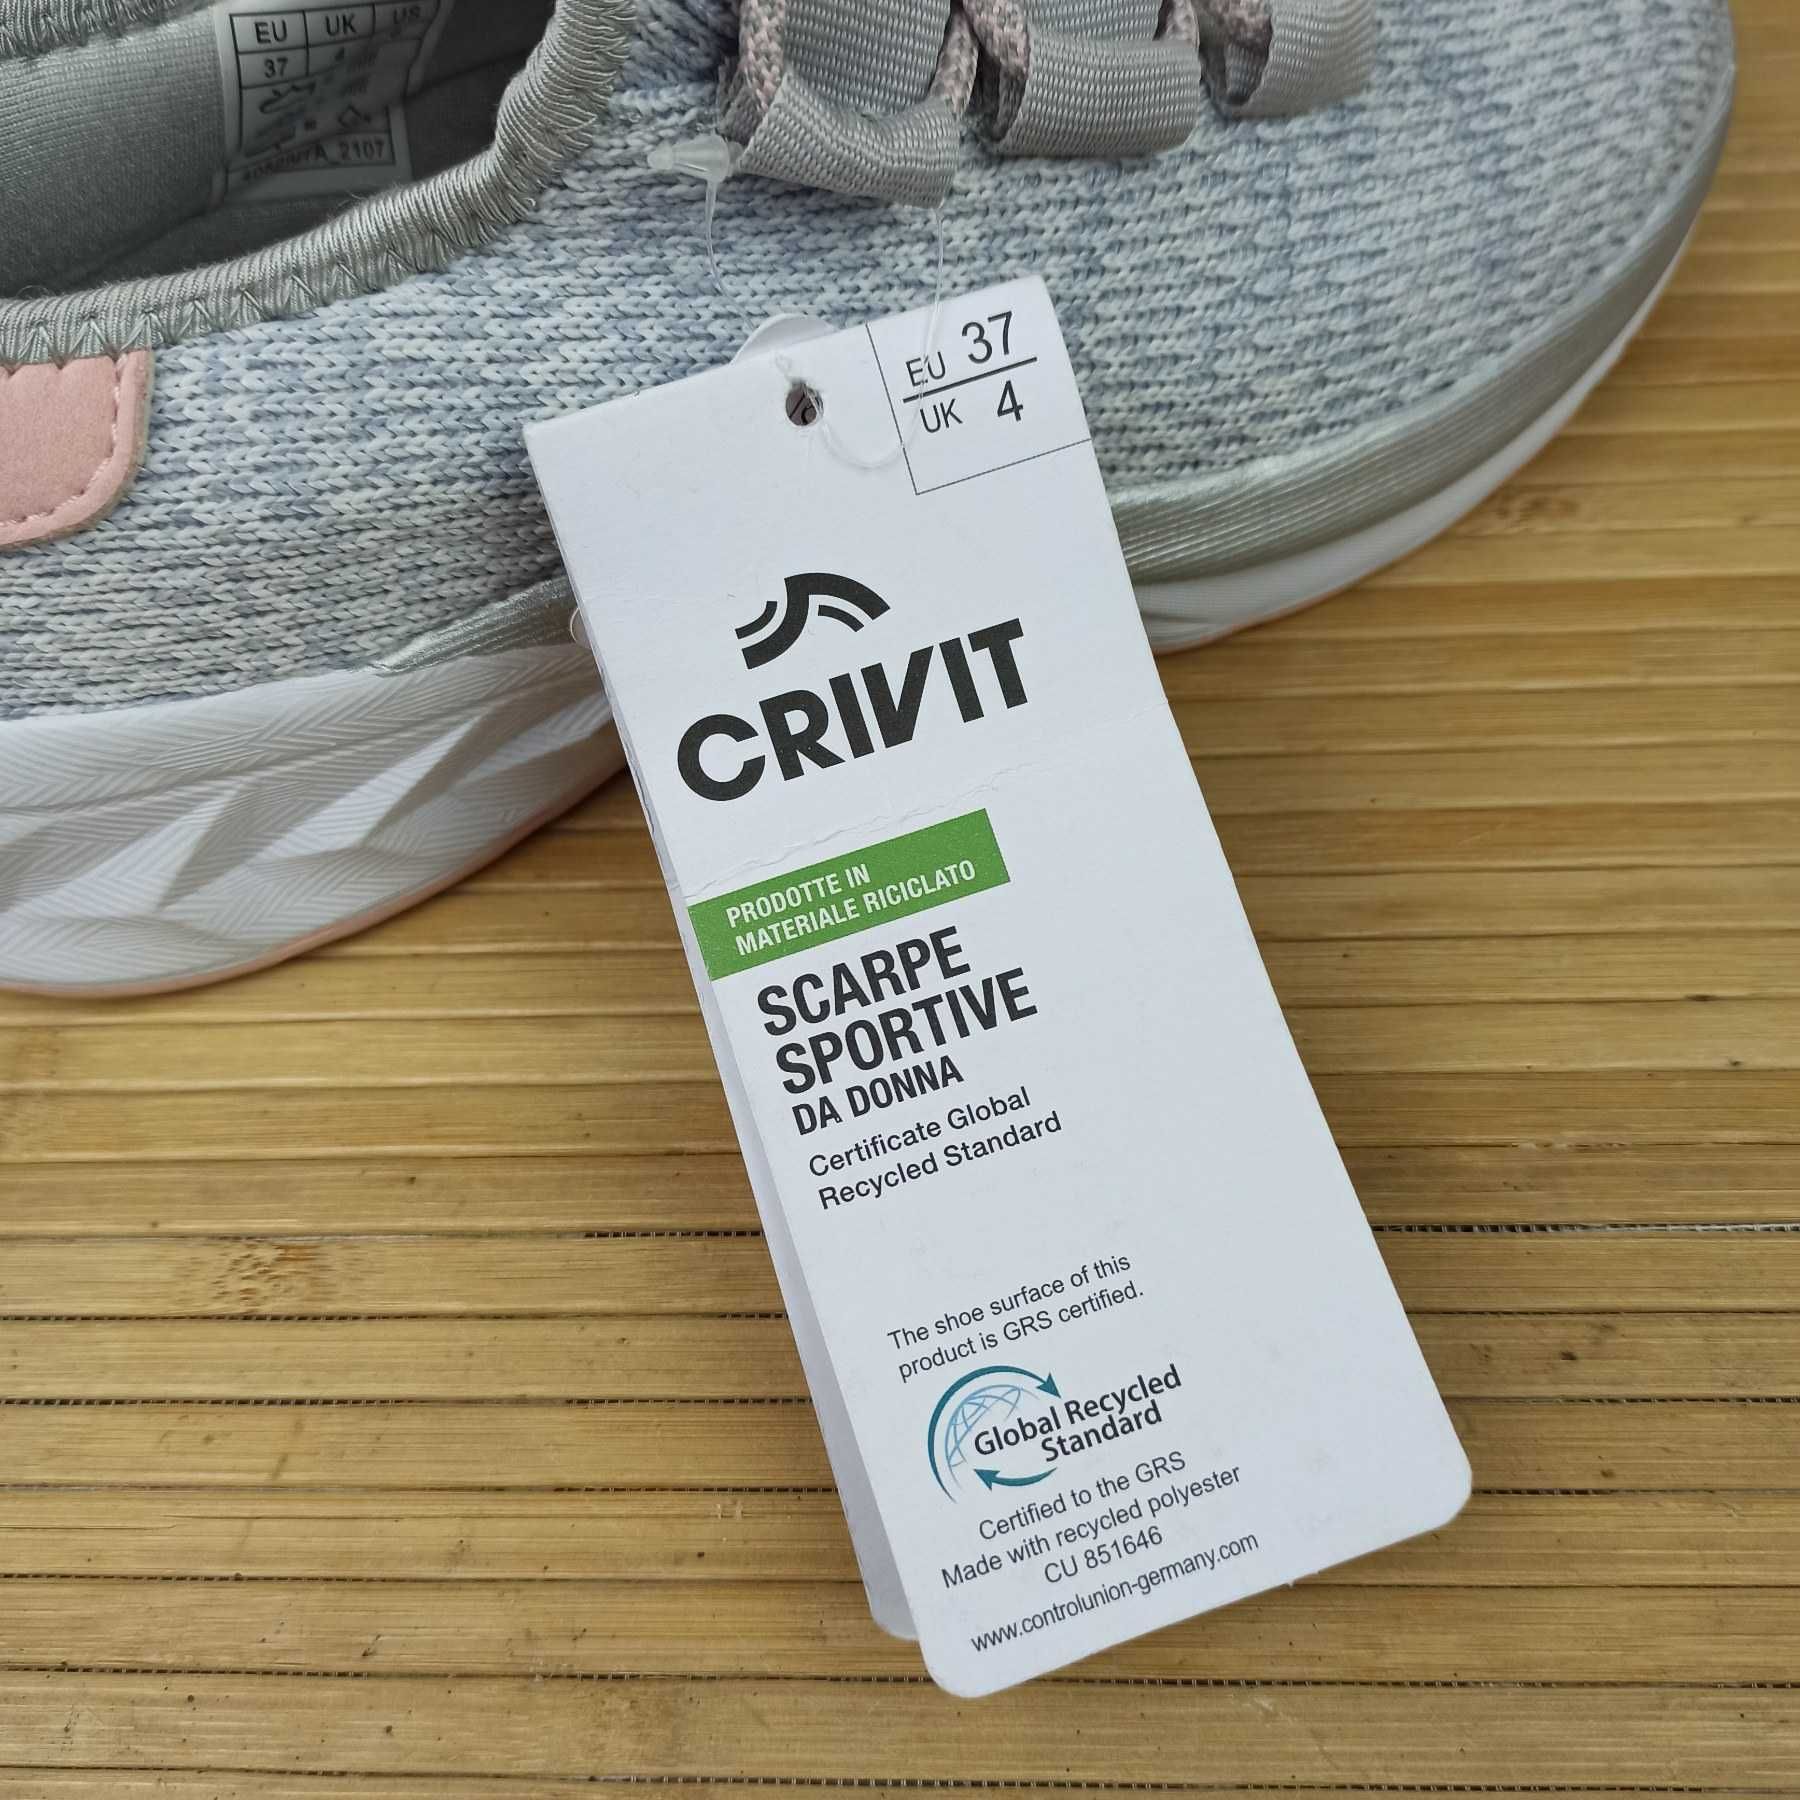 EU UK US
37 4
2107
EU 37
UK 4
CRIVIT
PRODOTTE IN
MATERIALE RICICLATO
SCARPE
SPORTIVE
DA DONNA
Certificate Global
Recycled Standard
The shoe surface of this
product is GRS certified.
Global Recycled
Standard
Certified to the GRS
Made with recycled polyester
CU 851646
www.controlunion-germany.com